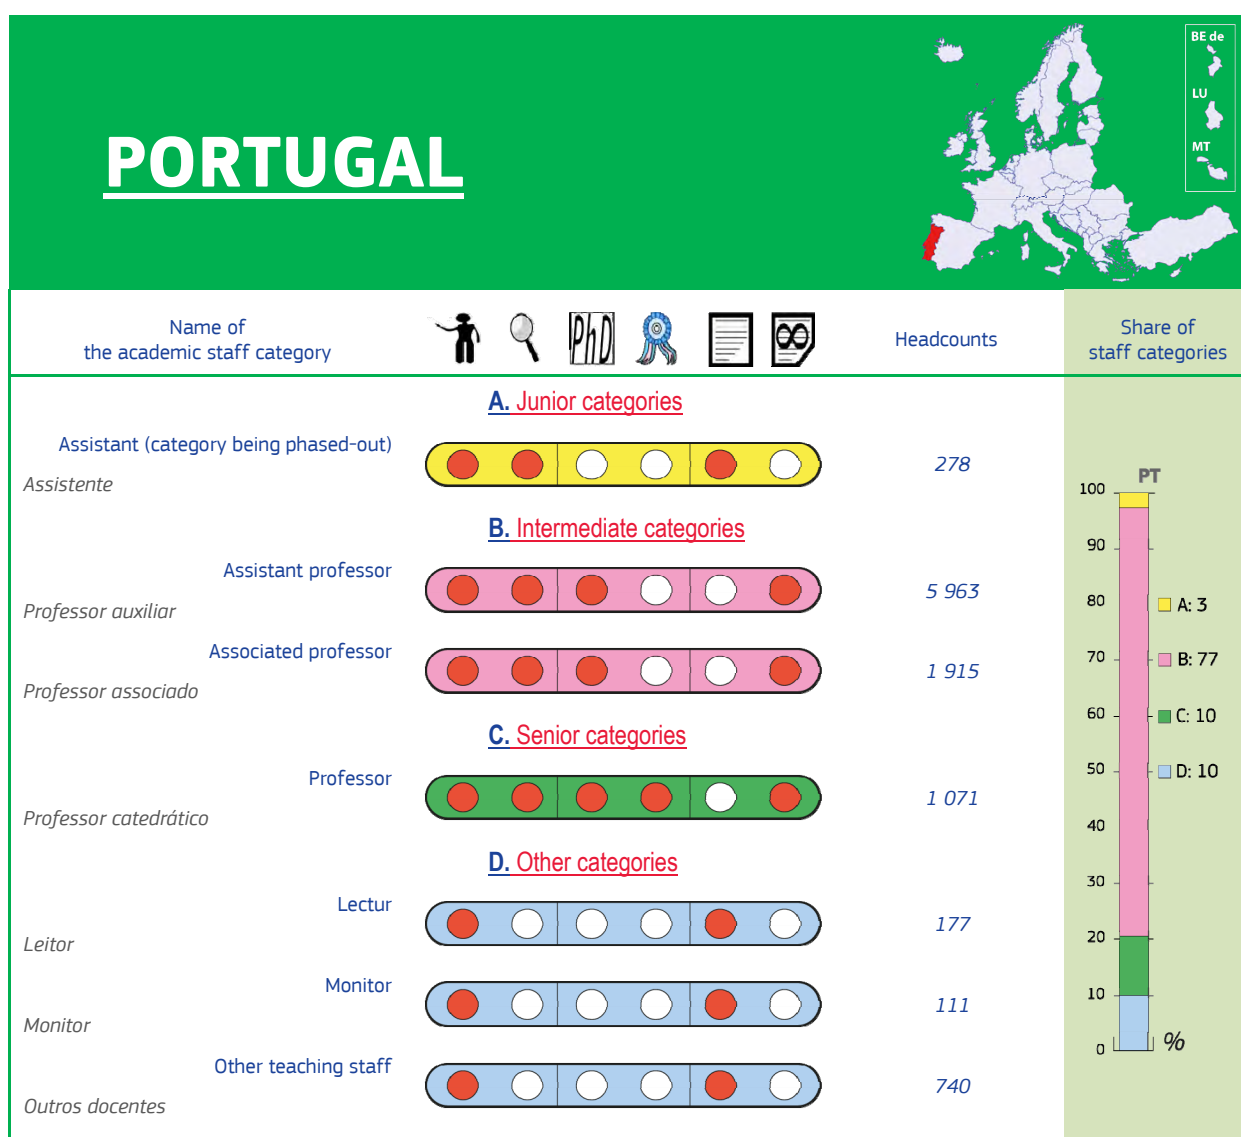 BE de
LU
MT
PORTUGAL
Name of
the academic staff category
PhD
Headcounts
Share of
staff categories
A. Junior categories
Assistant (category being phased-out)
Assistente
278
B. Intermediate categories
Assistant professor
Professor auxiliar
5 963
Associated professor
Professor associado
1 915
C. Senior categories
Professor
Professor catedrático
1 071
D. Other categories
Lectur
Leitor
177
Monitor
Monitor
111
Other teaching staff
Outros docentes
740
PT
100
90
80
70
60
50
40
30
20
10
0
%
A: 3
B: 77
C: 10
D: 10